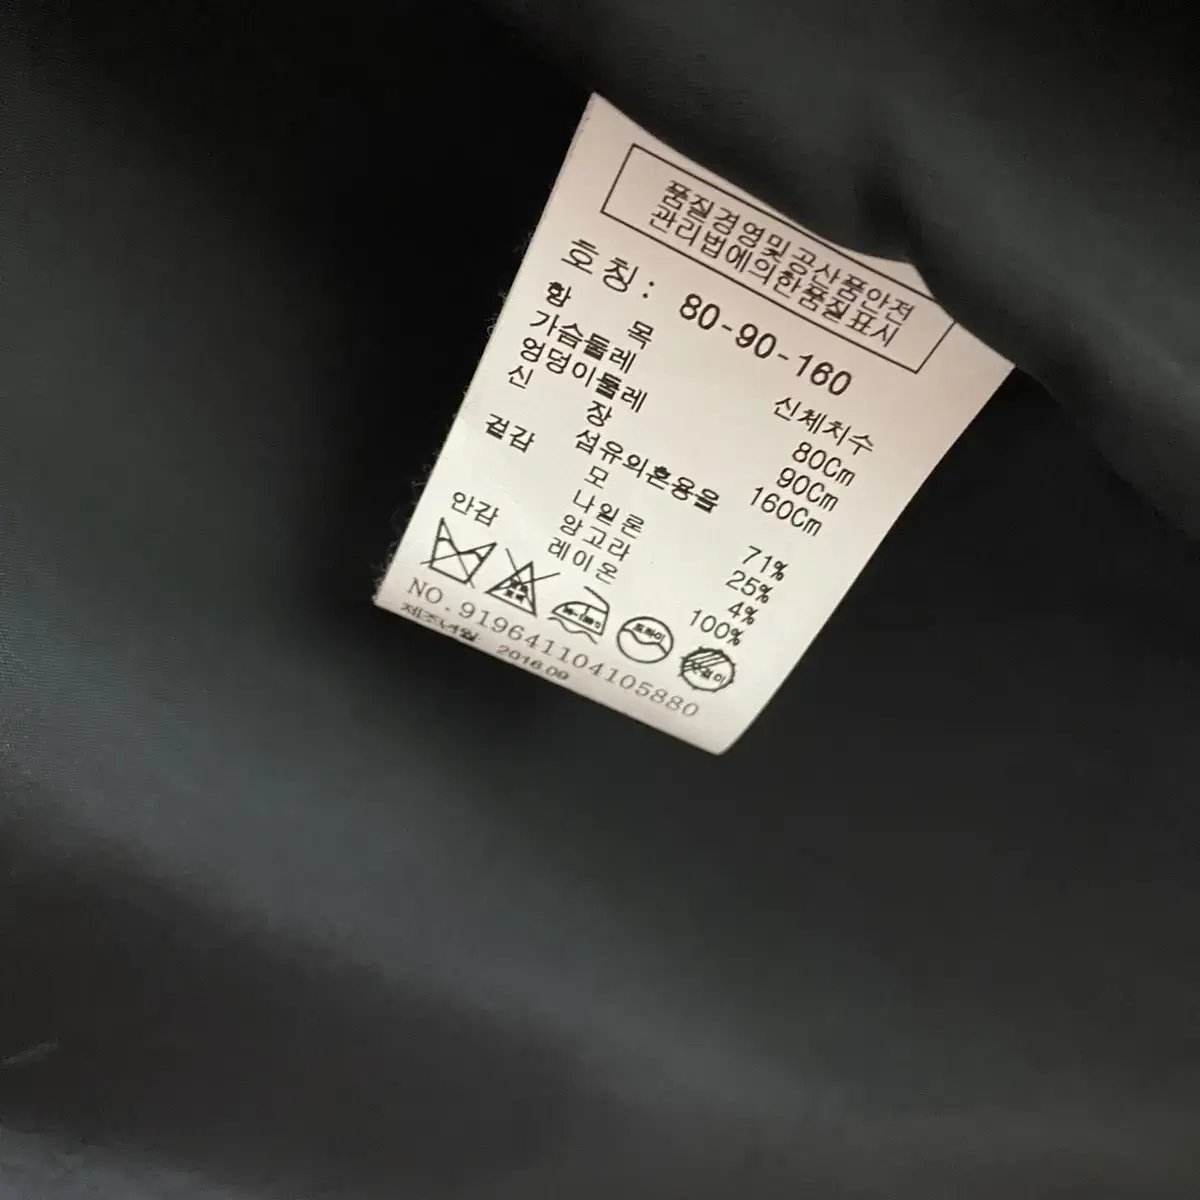 품질경영및공산품안전
관리법에의한품질표시
호칭: 80-90-160
항 목 신체치수
가슴둘레 80Cm
엉덩이둘레 90Cm
신 장 160Cm
섬유의혼용율
겉감 모 71%
나일론 25%
앙고라 4%
안감 레이온 100%
드라이
NO.919641104105880
제조년월: 2016.09